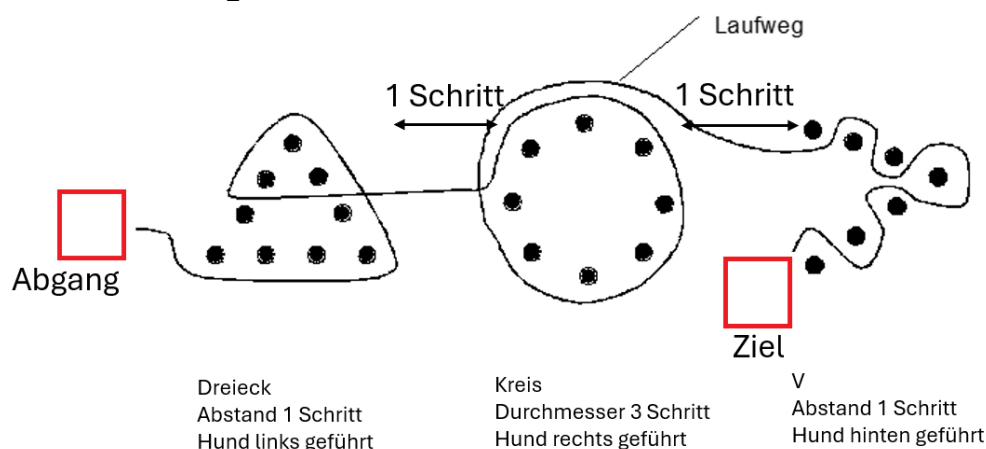 Laufweg
1 Schritt
1 Schritt
Abgang
Ziel
Dreieck
Abstand 1 Schritt
Hund links geführt
Kreis
Durchmesser 3 Schritt
Hund rechts geführt
V
Abstand 1 Schritt
Hund hinten geführt